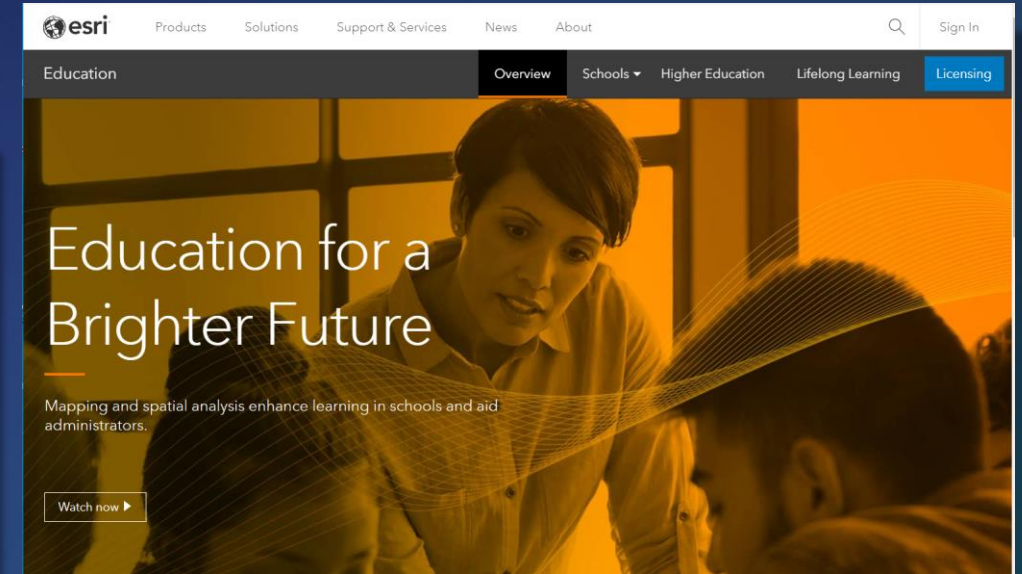 esri
Products Solutions Support & Services News About Sign In
Education Overview Schools Higher Education Lifelong Learning Licensing
Education for a
Brighter Future
Mapping and spatial analysis enhance learning in schools and aid
administrators.
Watch now